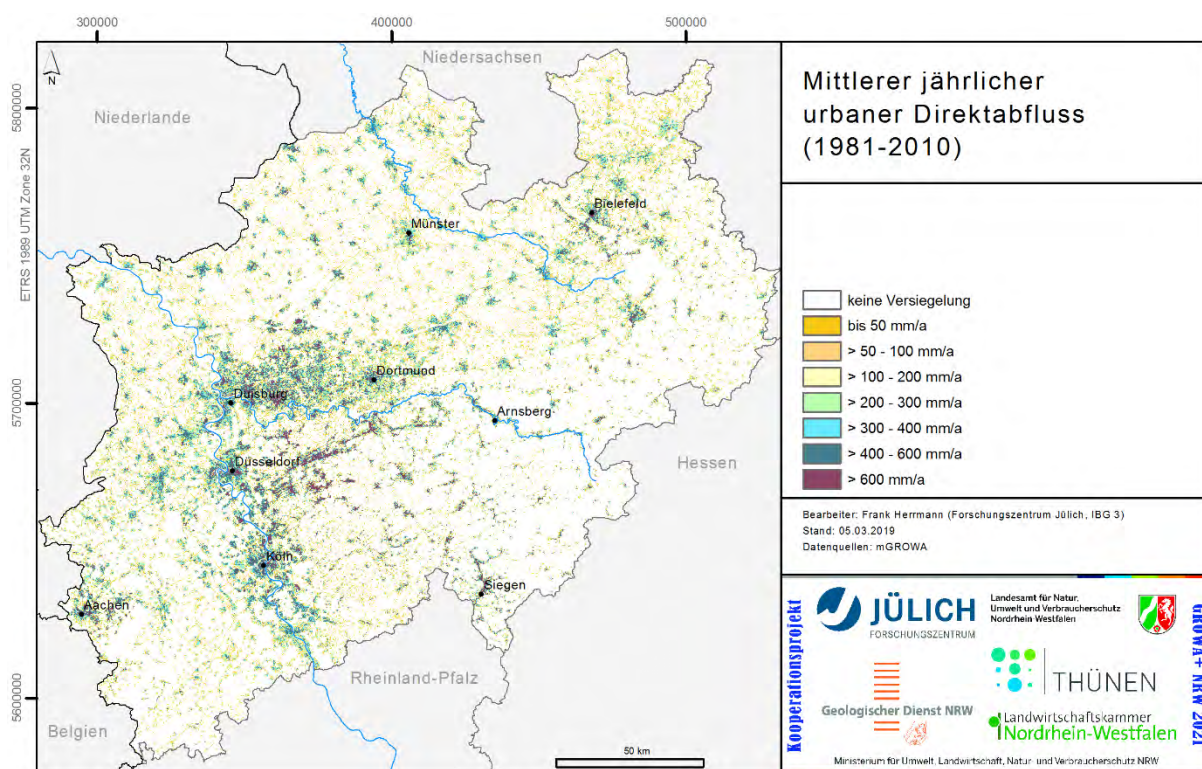 300000
400000
500000
5800000
5700000
5600000
ETRS 1989 UTM Zone 32N
N
Niedersachsen
Niederlande
Bielefeld
Münster
Dortmund
Duisburg
Arnsberg
Düsseldorf
Hessen
Köln
Siegen
Aachen
Rheinland-Pfalz
Belgien
50 km
Mittlerer jährlicher
urbaner Direktabfluss
(1981-2010)
keine Versiegelung
bis 50 mm/a
> 50 - 100 mm/a
> 100 - 200 mm/a
> 200 - 300 mm/a
> 300 - 400 mm/a
> 400 - 600 mm/a
> 600 mm/a
Bearbeiter: Frank Herrmann (Forschungszentrum Jülich, IBG 3)
Stand: 05.03.2019
Datenquellen: mGROWA
Kooperationsprojekt
JÜLICH
FORSCHUNGSZENTRUM
Landesamt für Natur,
Umwelt und Verbraucherschutz
Nordrhein-Westfalen
THÜNEN
Geologischer Dienst NRW
Landwirtschaftskammer
Nordrhein-Westfalen
GROWA+ NRW 2021
Ministerium für Umwelt, Landwirtschaft, Natur- und Verbraucherschutz NRW